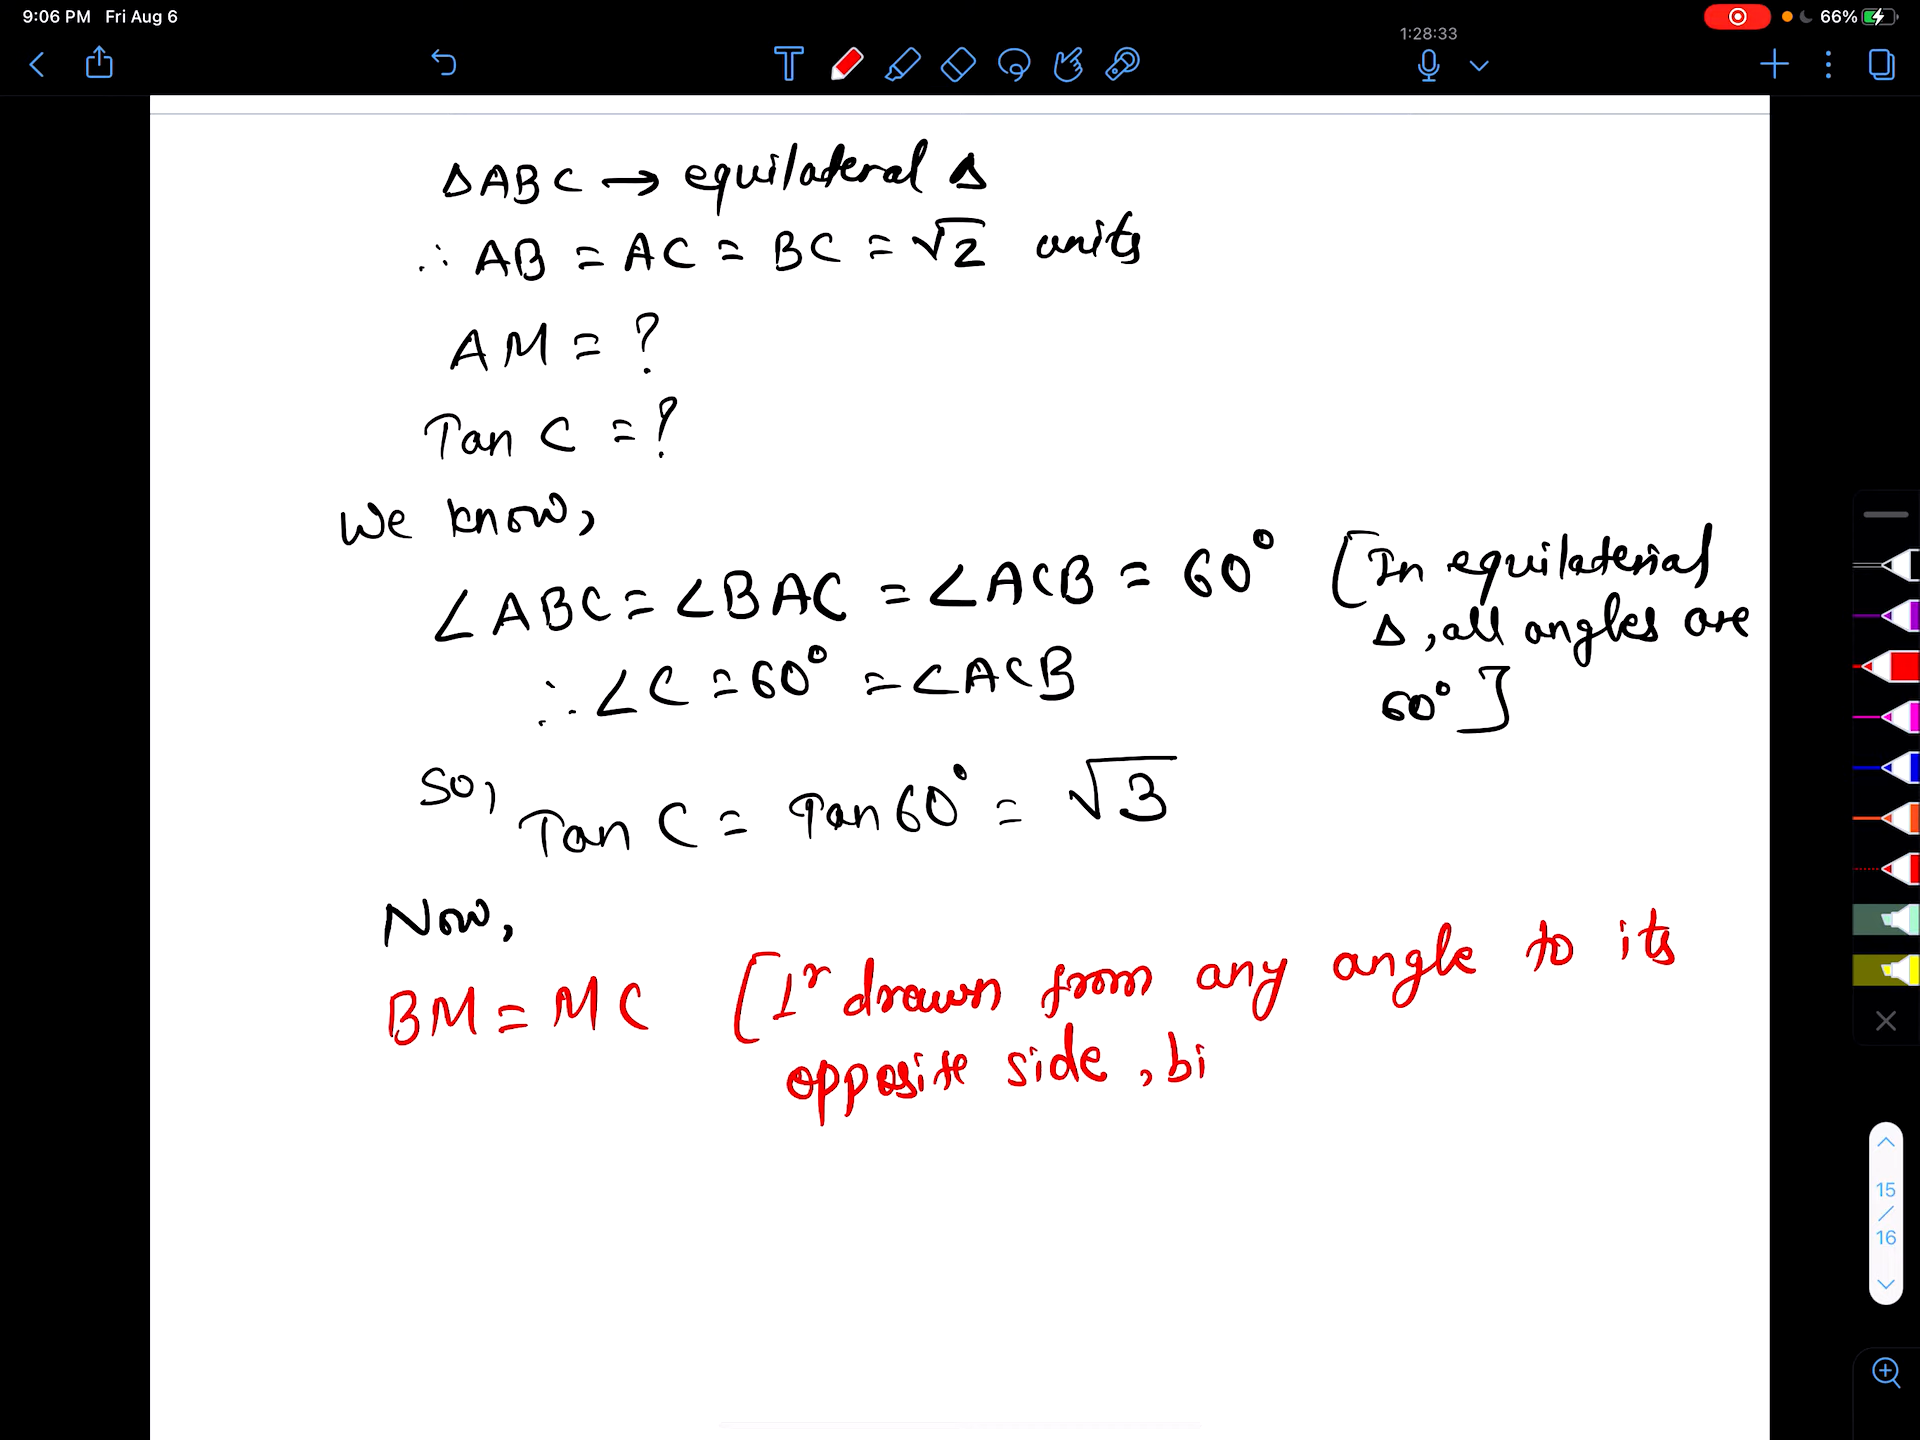 9:06 PM Fri Aug 6
66%
1:28:33
T
Δ ABC → equilateral Δ
∴ AB = AC = BC = √2 units
AM = ?
Tan C = ?
We know,
∠ABC = ∠BAC = ∠ACB = 60° [In equilaterial
Δ, all angles are
60°]
∴ ∠C = 60° = ∠ACB
So, Tan C = Tan 60° = √3
Now,
BM = MC [⊥r drawn from any angle to its
opposite side, bi
15
/
16